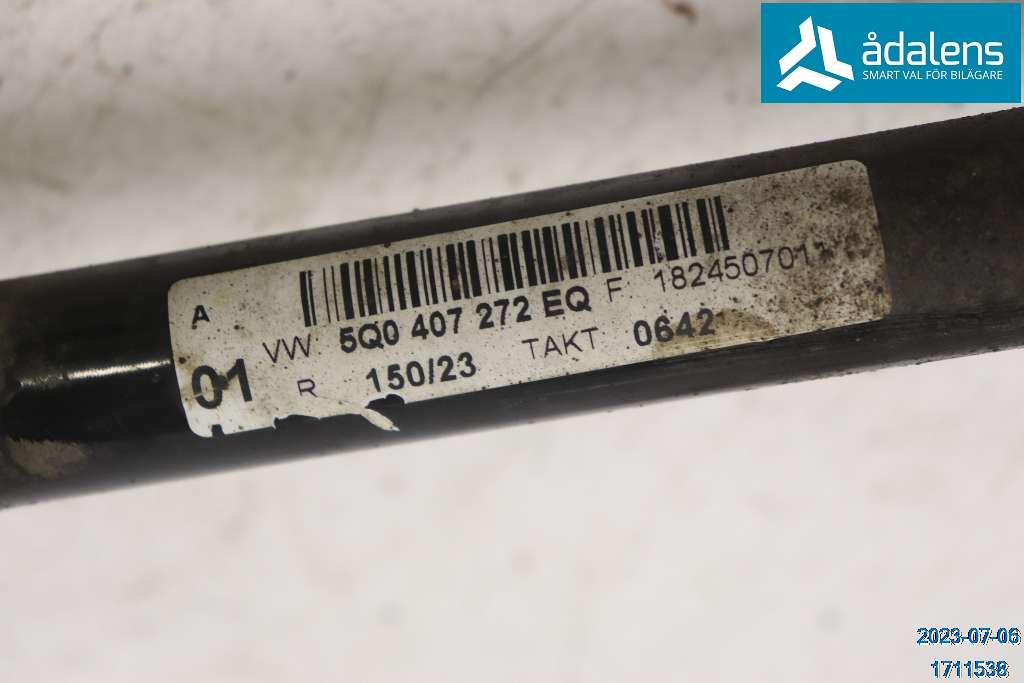 ådalens
SMART VAL FÖR BILÄGARE
A
01 VW 5Q0 407 272 EQ F
R 150/23 TAKT 0642
2023-07-06
1711538